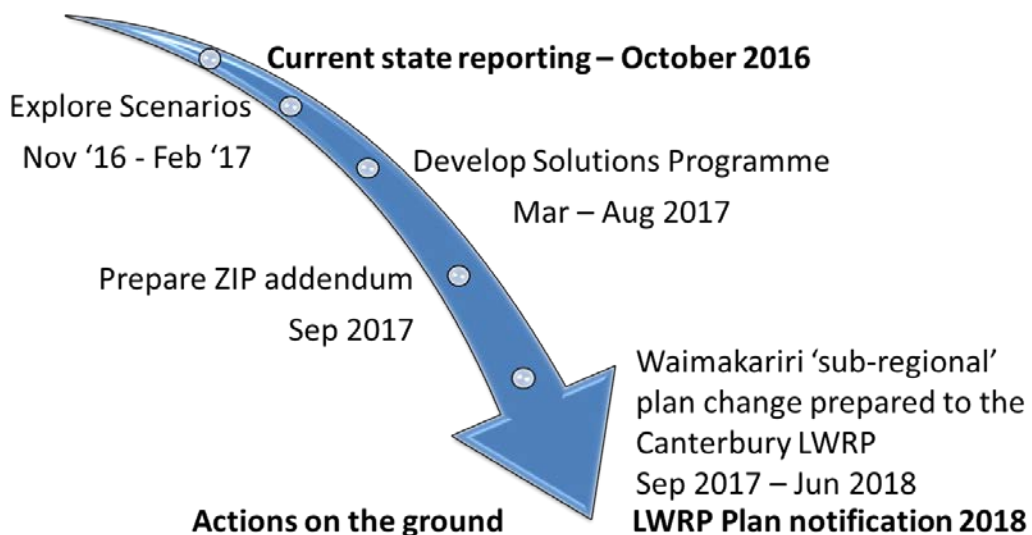 Current state reporting – October 2016
Explore Scenarios
Nov ‘16 - Feb ‘17
Develop Solutions Programme
Mar – Aug 2017
Prepare ZIP addendum
Sep 2017
Waimakariri ‘sub-regional’
plan change prepared to the
Canterbury LWRP
Sep 2017 – Jun 2018
Actions on the ground
LWRP Plan notification 2018